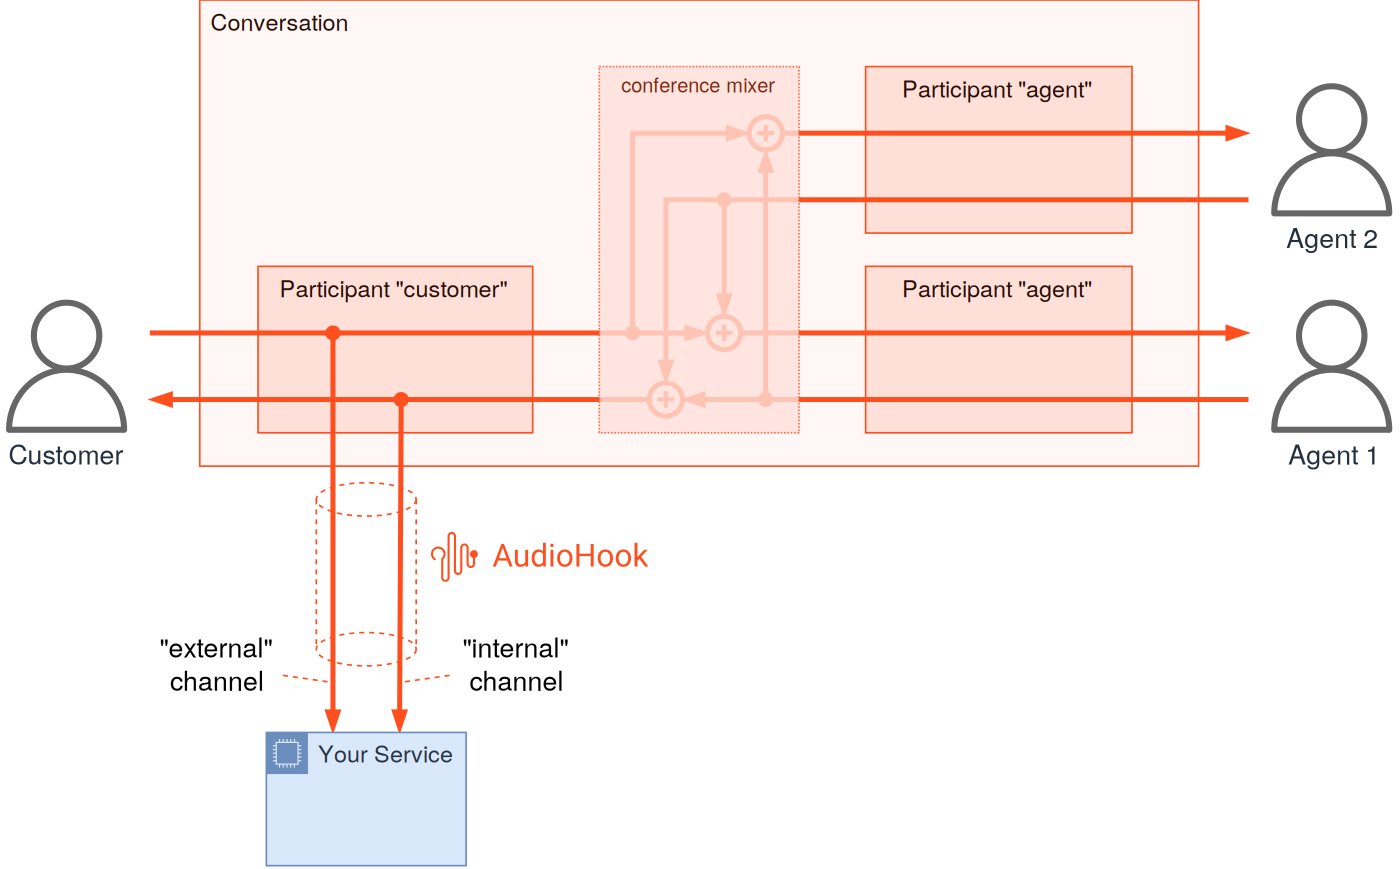 Conversation
conference mixer
Participant "agent"
Agent 2
Participant "customer"
Participant "agent"
Customer
Agent 1
AudioHook
"external"
channel
"internal"
channel
Your Service